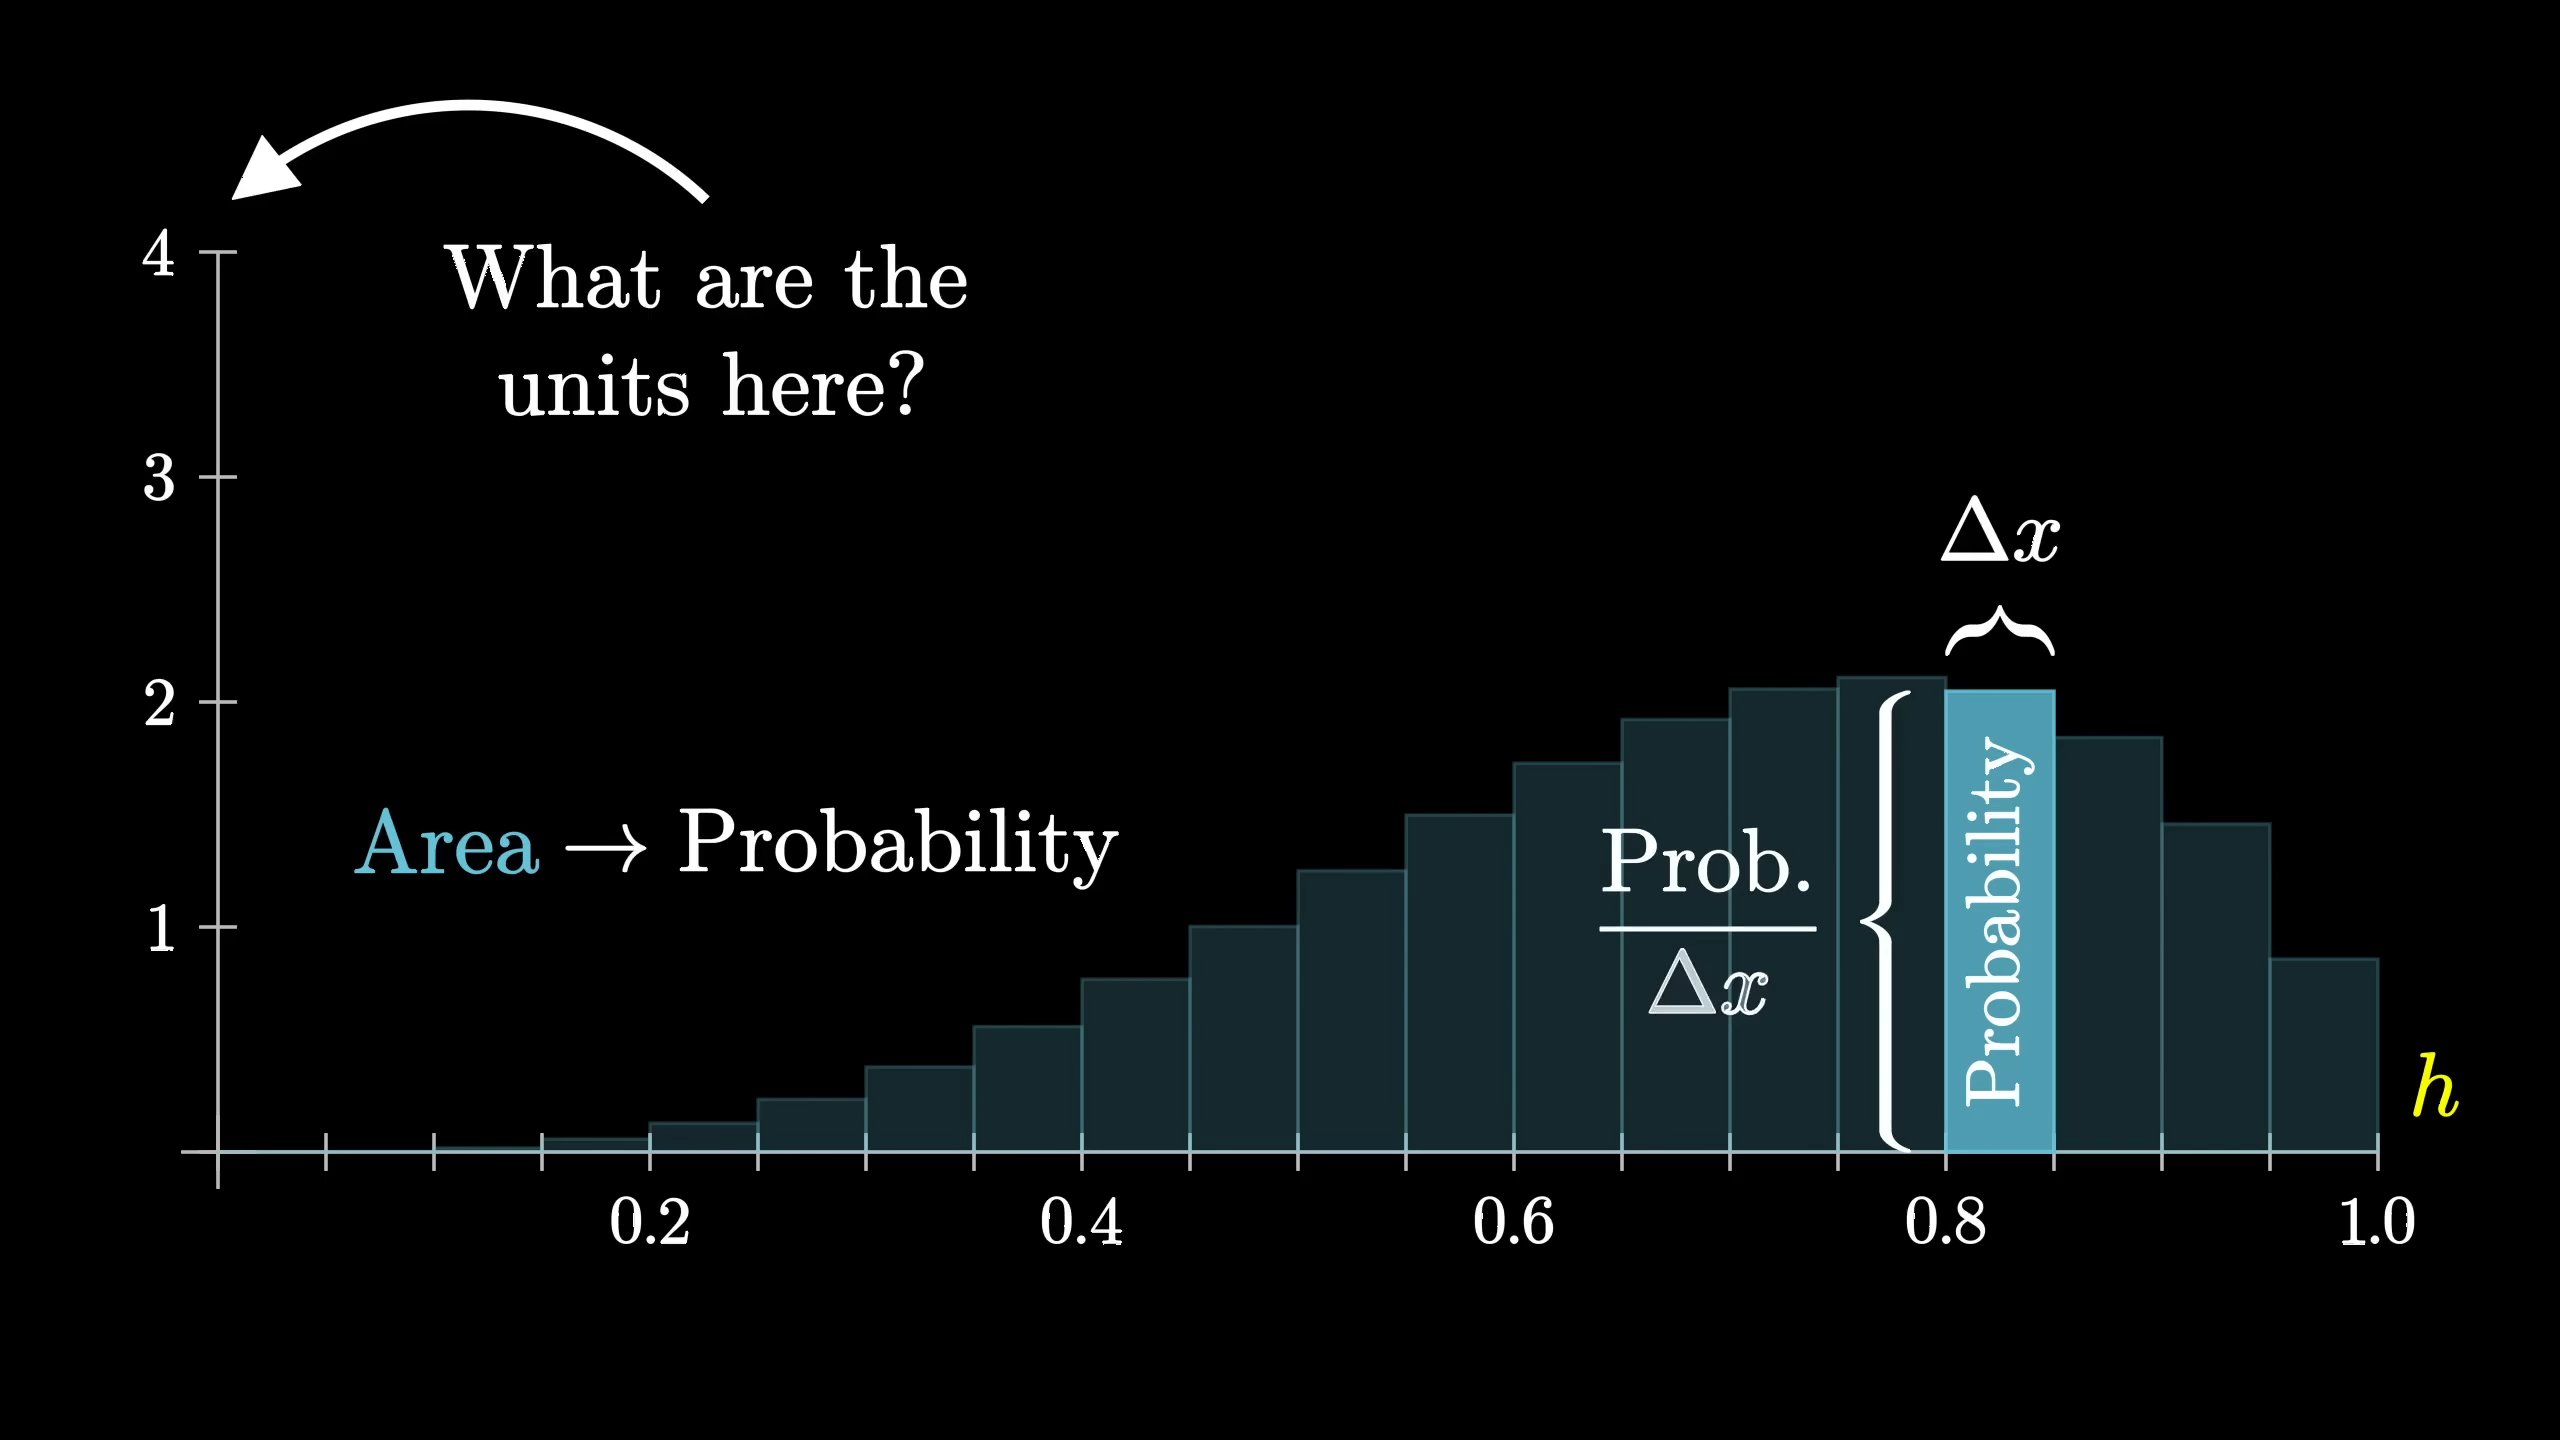 What are the
units here?
4
3
2
1
Δx
Area → Probability
Prob.
Δx
Probability
h
0.2 0.4 0.6 0.8 1.0